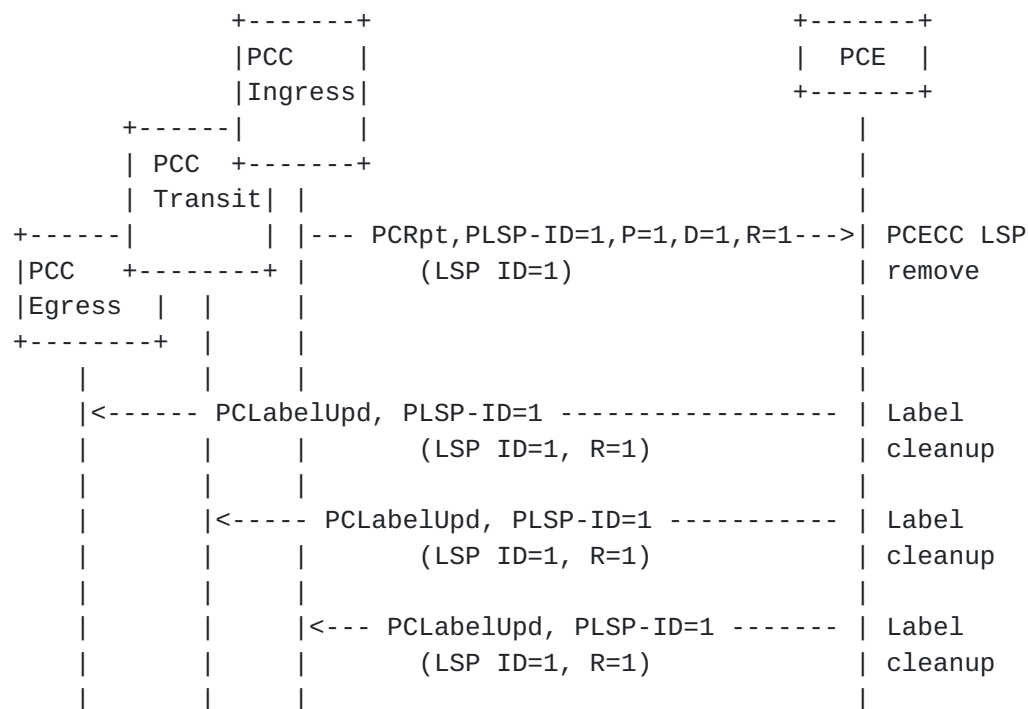 +-------+                           +-------+
                |PCC    |                           |  PCE  |
                |Ingress|                           +-------+
         +------|       |                               |
         | PCC  +-------+                               |
         | Transit| |                                   |
  +------|        | |--- PCRpt,PLSP-ID=1,P=1,D=1,R=1--->| PCECC LSP
  |PCC   +--------+ |       (LSP ID=1)                  | remove
  |Egress  |  |     |                                   |
  +--------+  |     |                                   |
      |       |     |                                   |
      |<------ PCLabelUpd, PLSP-ID=1 ------------------ | Label
      |       |     |       (LSP ID=1, R=1)             | cleanup
      |       |     |                                   |
      |       |<----- PCLabelUpd, PLSP-ID=1 ----------- | Label
      |       |     |       (LSP ID=1, R=1)             | cleanup
      |       |     |                                   |
      |       |     |<--- PCLabelUpd, PLSP-ID=1 ------- | Label
      |       |     |       (LSP ID=1, R=1)             | cleanup
      |       |     |                                   |